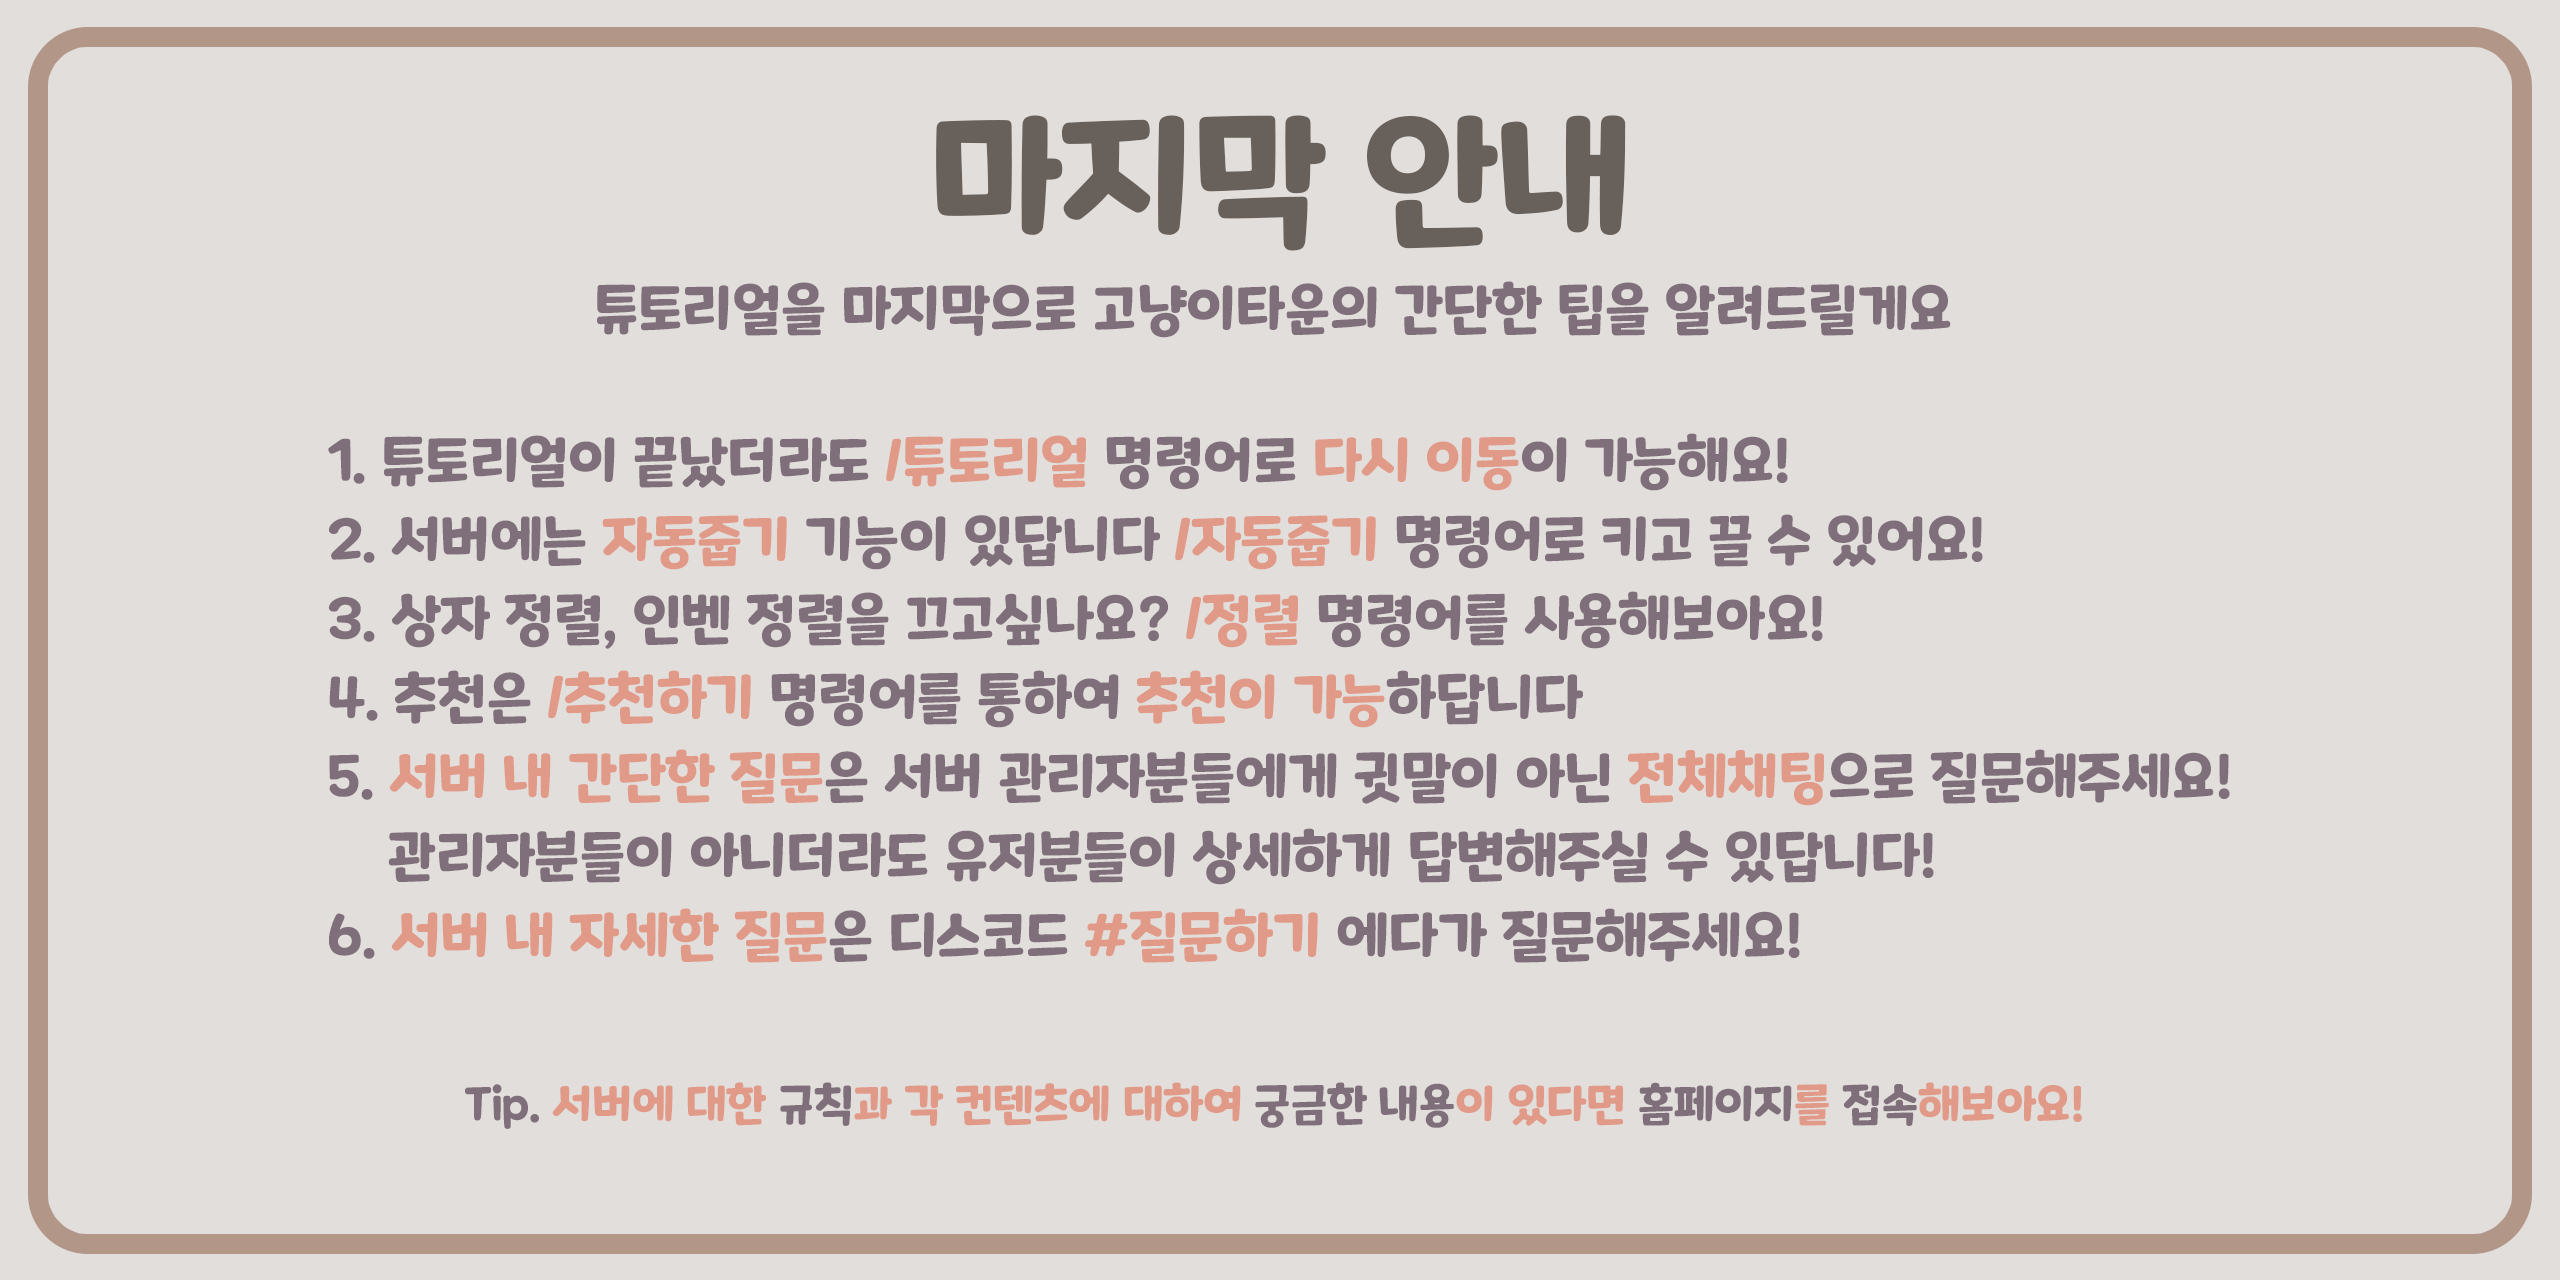 마지막 안내
튜토리얼을 마지막으로 고냥이타운의 간단한 팁을 알려드릴게요
1. 튜토리얼이 끝났더라도 /튜토리얼 명령어로 다시 이동이 가능해요!
2. 서버에는 자동줍기 기능이 있답니다 /자동줍기 명령어로 키고 끌 수 있어요!
3. 상자 정렬, 인벤 정렬을 끄고싶나요? /정렬 명령어를 사용해보아요!
4. 추천은 /추천하기 명령어를 통하여 추천이 가능하답니다
5. 서버 내 간단한 질문은 서버 관리자분들에게 귓말이 아닌 전체채팅으로 질문해주세요!
관리자분들이 아니더라도 유저분들이 상세하게 답변해주실 수 있답니다!
6. 서버 내 자세한 질문은 디스코드 #질문하기 에다가 질문해주세요!
Tip. 서버에 대한 규칙과 각 컨텐츠에 대하여 궁금한 내용이 있다면 홈페이지를 접속해보아요!